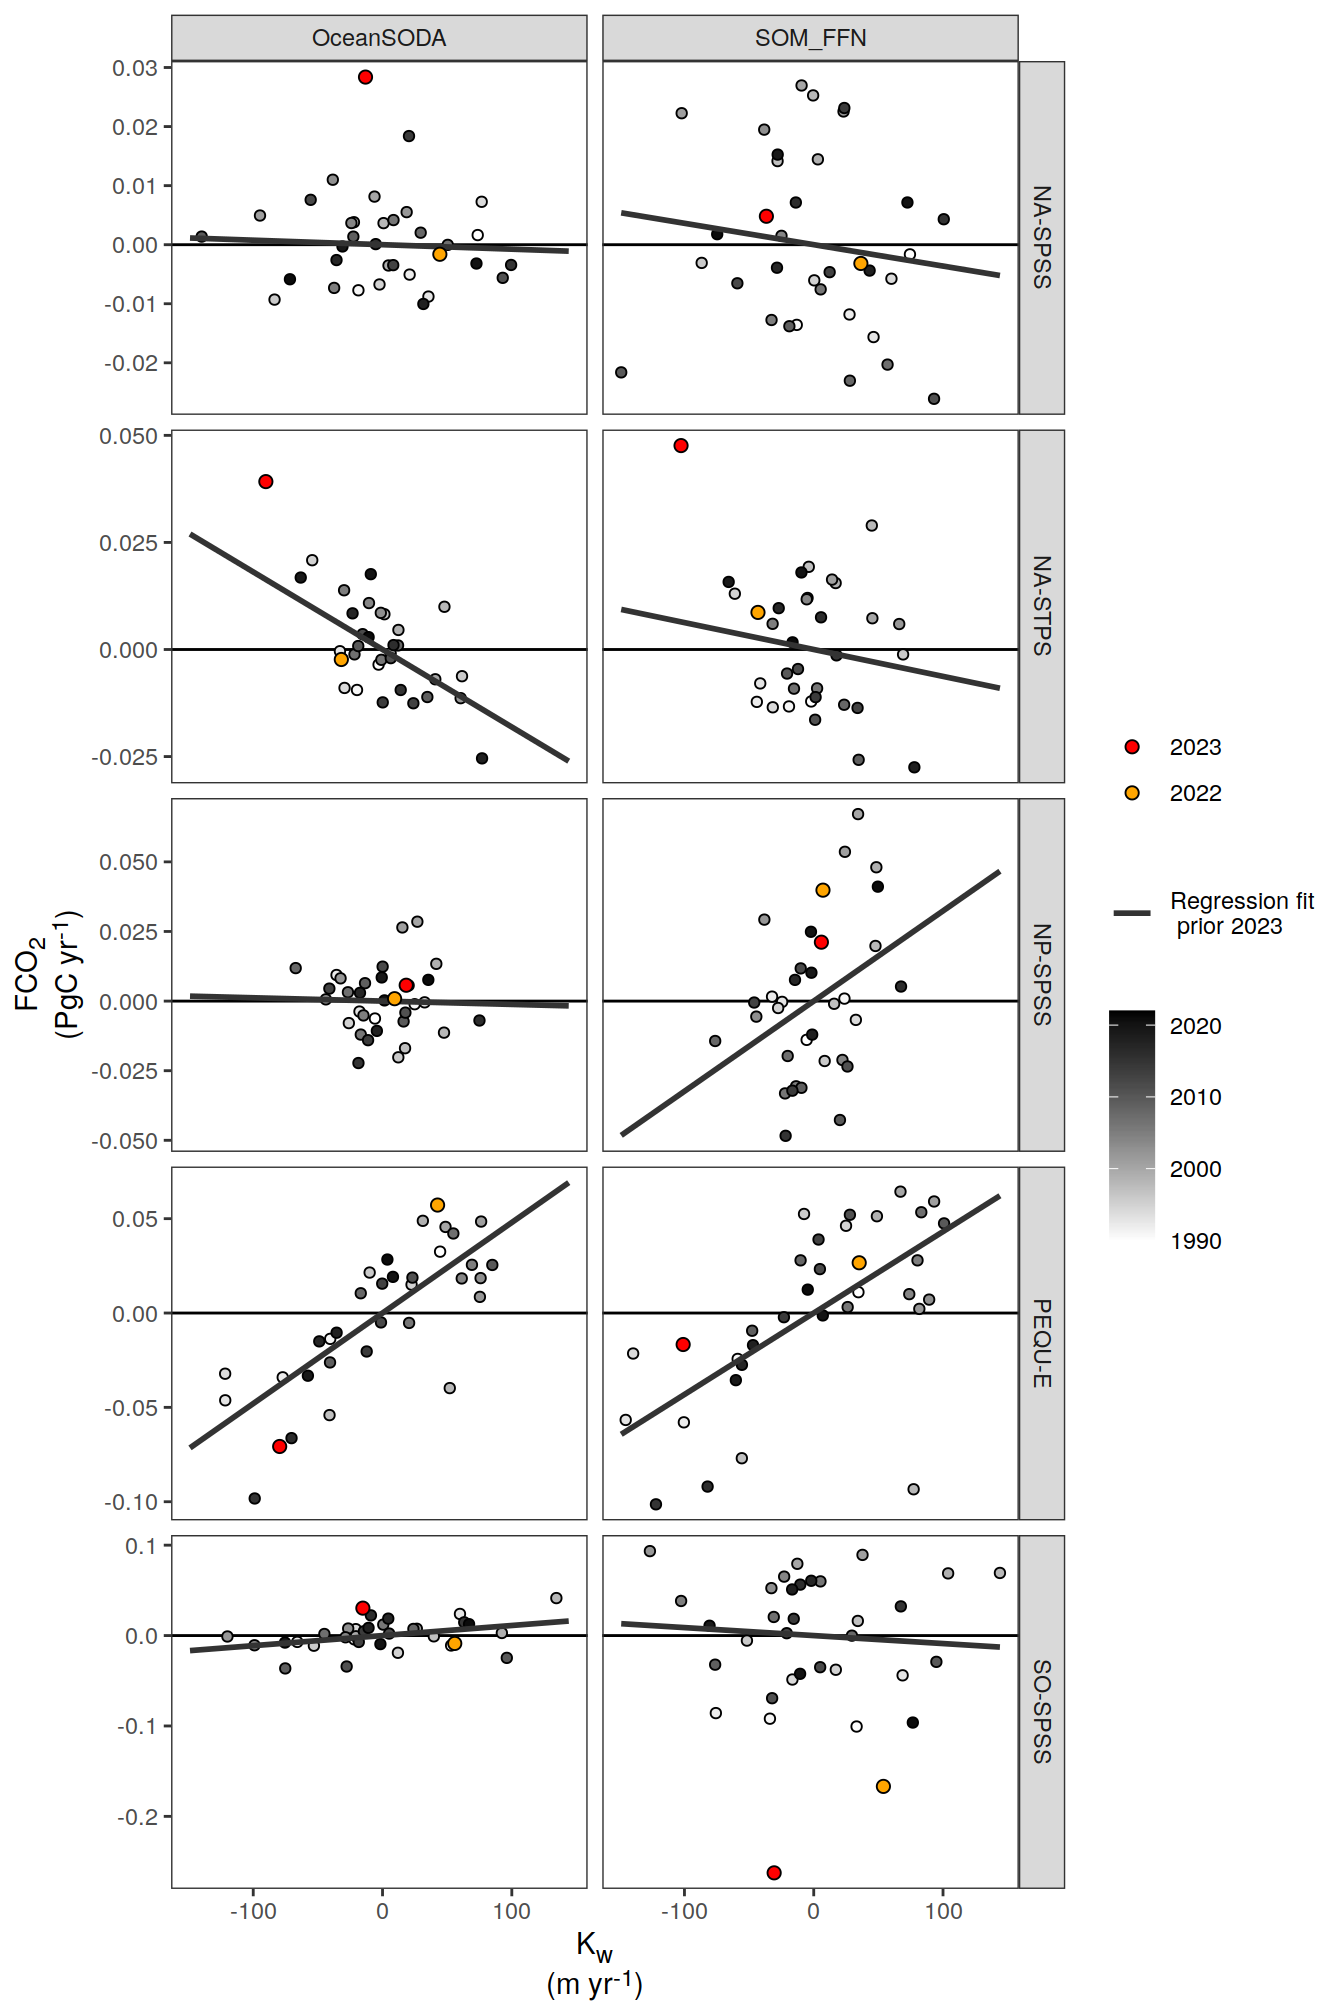 OceanSODA
SOM_FFN
0.03
0.02
0.01
0.00
-0.01
-0.02
NA-SPSS
0.050
0.025
0.000
-0.025
NA-STPS
0.050
0.025
0.000
-0.025
-0.050
NP-SPSS
0.05
0.00
-0.05
-0.10
PEQU-E
0.1
0.0
-0.1
-0.2
SO-SPSS
-100 0 100
-100 0 100
FCO₂
(PgC yr⁻¹)
K_w
(m yr⁻¹)
2023
2022
Regression fit
prior 2023
2020
2010
2000
1990